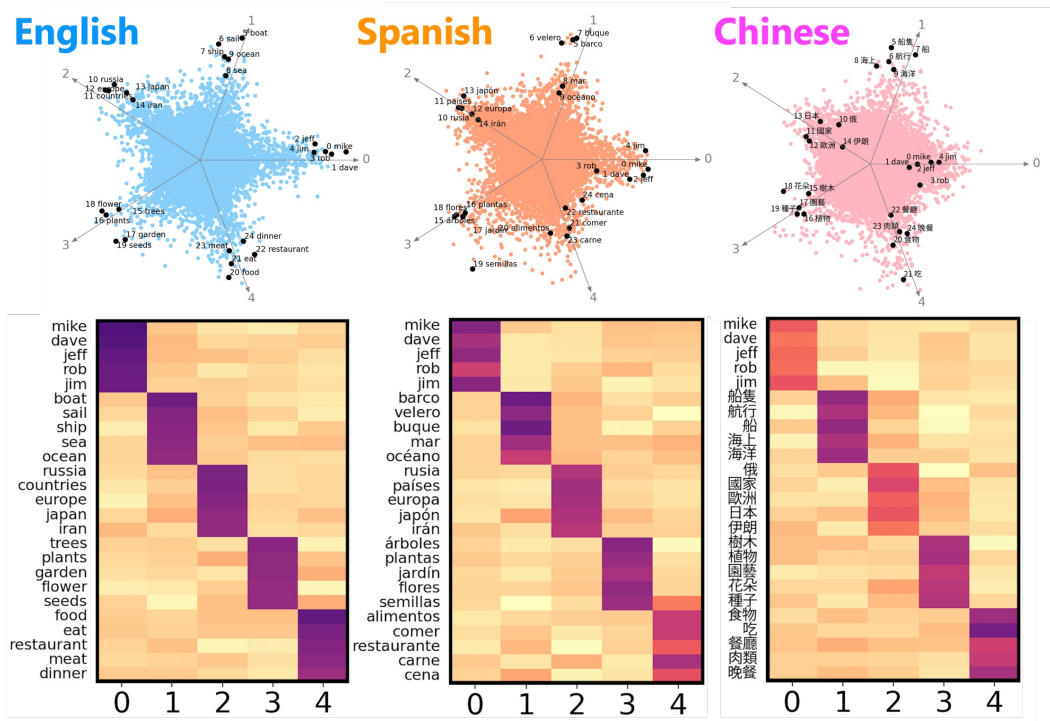 English
1
5 boat
6 sail
7 ship
9 ocean
8 sea
2
10 russia
13 japan
12 europe
11 countries
14 iran
2 jeff
0 mike
4 jim
3 rob
0
1 dave
18 flower
15 trees
16 plants
17 garden
19 seeds
3
24 dinner
23 meat
22 restaurant
21 eat
20 food
4
Spanish
1
7 buque
6 velero
5 barco
8 mar
9 océano
2
13 japón
11 países
12 europa
10 rusia
14 irán
4 jim
0
3 rob
0 mike
1 dave
2 jeff
24 cena
18 flores
16 plantas
15 árboles
22 restaurante
17 jardín
20 alimentos
21 comer
23 carne
3
19 semillas
4
Chinese
1
5 船隻
7 船
6 航行
8 海上
9 海洋
2
13 日本
10 俄
11 國家
12 歐洲
14 伊朗
0 mike
4 jim
0
1 dave
2 jeff
3 rob
18 花朵
15 樹木
17 園藝
19 種子
16 植物
22 餐廳
23 肉類
24 晚餐
20 食物
3
21 吃
4
mike
dave
jeff
rob
jim
boat
sail
ship
sea
ocean
russia
countries
europe
japan
iran
trees
plants
garden
flower
seeds
food
eat
restaurant
meat
dinner
0 1 2 3 4
mike
dave
jeff
rob
jim
barco
velero
buque
mar
océano
rusia
países
europa
japón
irán
árboles
plantas
jardín
flores
semillas
alimentos
comer
restaurante
carne
cena
0 1 2 3 4
mike
dave
jeff
rob
jim
船隻
航行
船
海上
海洋
俄
國家
歐洲
日本
伊朗
樹木
植物
園藝
花朵
種子
食物
吃
餐廳
肉類
晚餐
0 1 2 3 4